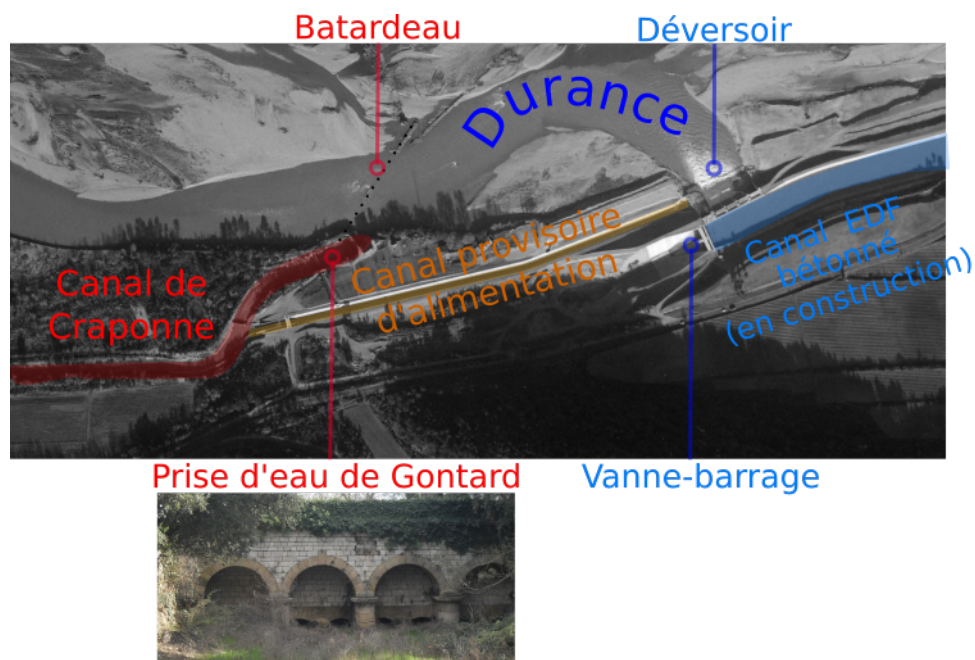 Batardeau
Déversoir
Durance
Canal de
Craponne
Canal provisoire
d'alimentation
Canal EDF
bétonné
(en construction)
Prise d'eau de Gontard
Vanne-barrage